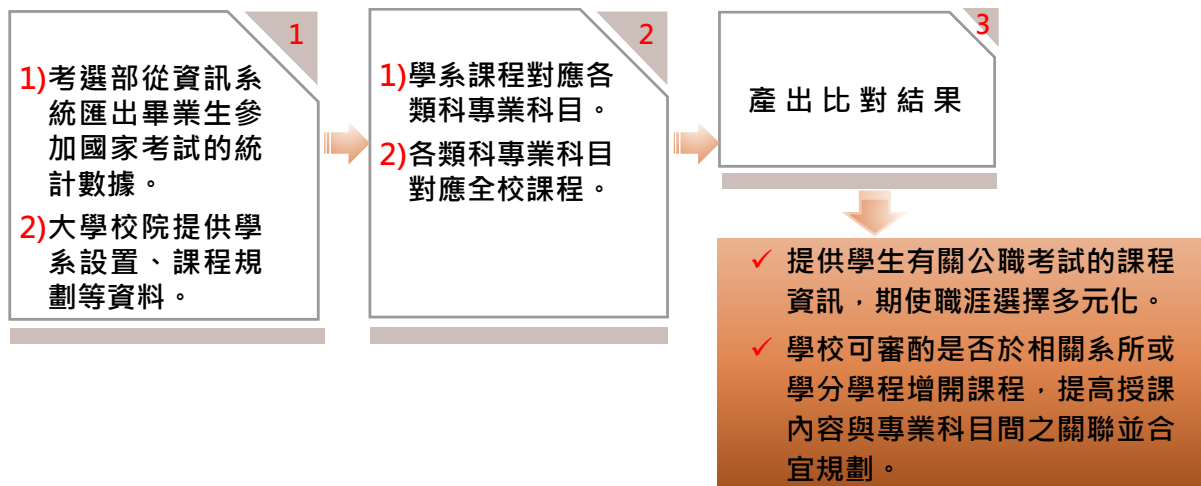 1
1)考選部從資訊系
統匯出畢業生參
加國家考試的統
計數據。
2)大學校院提供學
系設置、課程規
劃等資料。
2
1)學系課程對應各
類科專業科目。
2)各類科專業科目
對應全校課程。
3
產出比對結果
✓ 提供學生有關公職考試的課程
資訊，期使職涯選擇多元化。
✓ 學校可審酌是否於相關系所或
學分學程增開課程，提高授課
內容與專業科目間之關聯並合
宜規劃。